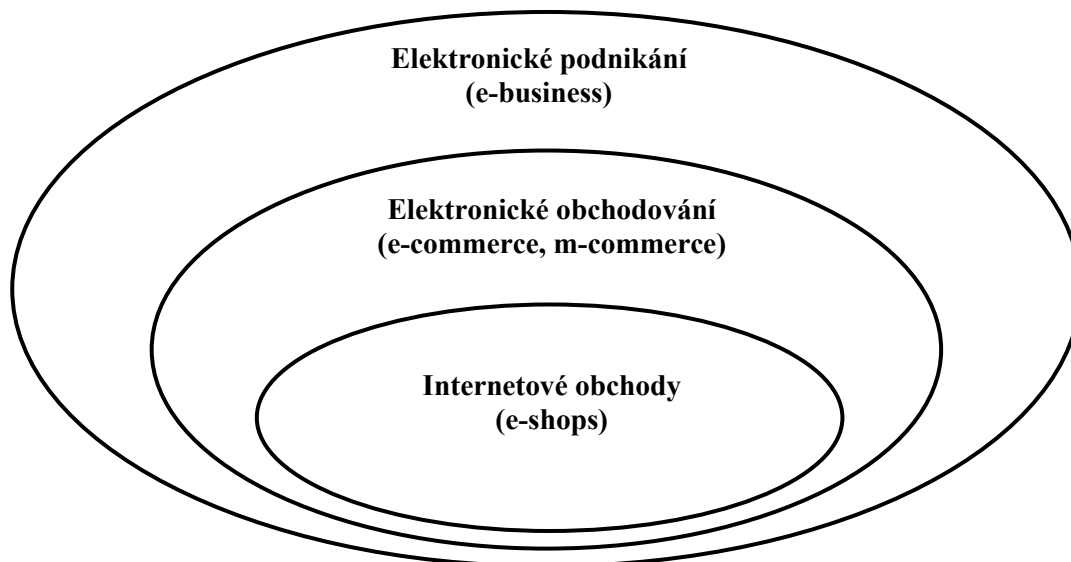 Elektronické podnikání
(e-business)
Elektronické obchodování
(e-commerce, m-commerce)
Internetové obchody
(e-shops)